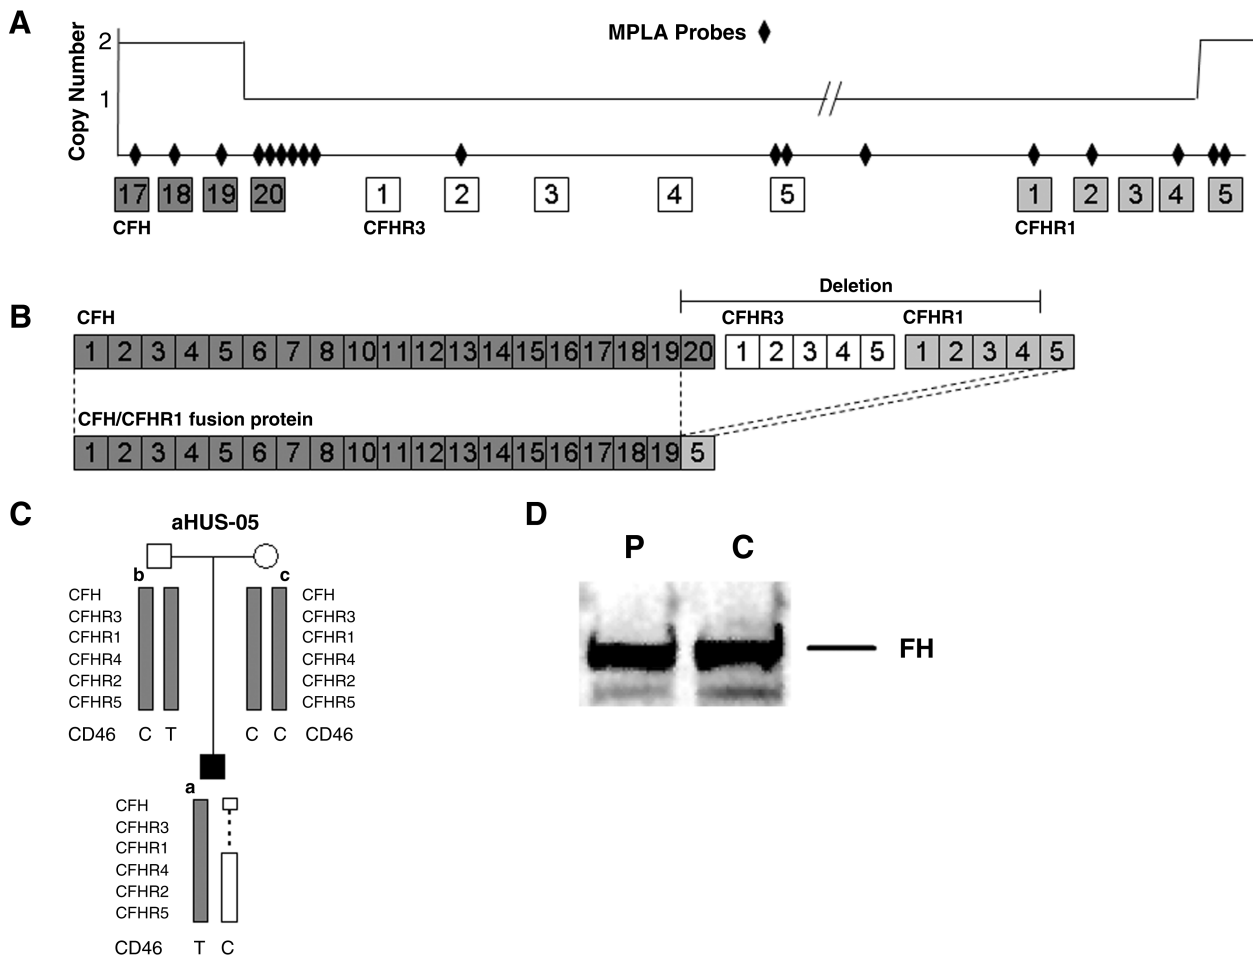 A
MPLA Probes
Copy Number
2
1
17 18 19 20 1 2 3 4 5 1 2 3 4 5
CFH CFHR3 CFHR1
B
Deletion
CFH CFHR3 CFHR1
1 2 3 4 5 6 7 8 10 11 12 13 14 15 16 17 18 19 20 1 2 3 4 5 1 2 3 4 5
CFH/CFHR1 fusion protein
1 2 3 4 5 6 7 8 10 11 12 13 14 15 16 17 18 19 5
C
aHUS-05
b c
CFH CFH
CFHR3 CFHR3
CFHR1 CFHR1
CFHR4 CFHR4
CFHR2 CFHR2
CFHR5 CFHR5
CD46 C T C C CD46
a
CFH
CFHR3
CFHR1
CFHR4
CFHR2
CFHR5
CD46 T C
D
P C
FH